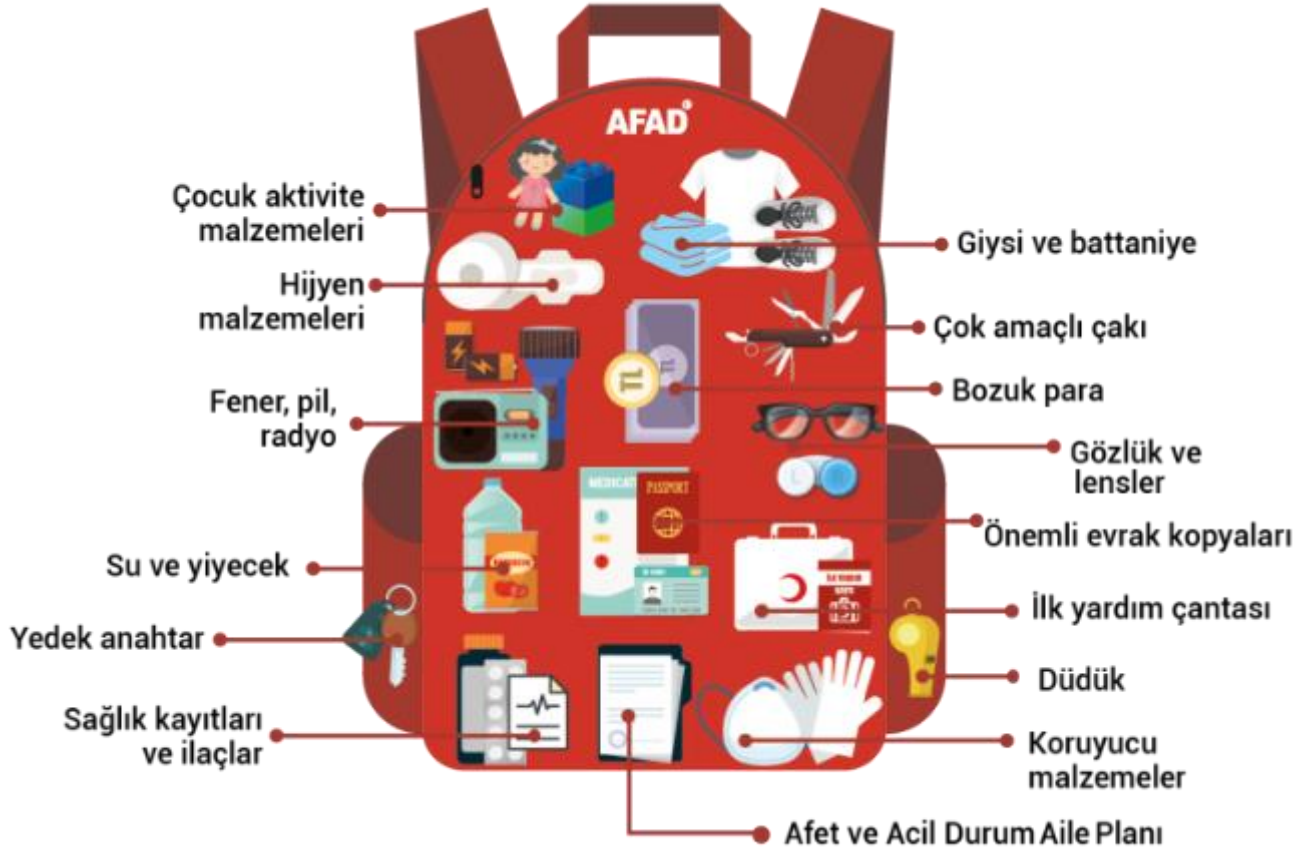 AFAD
Çocuk aktivite
malzemeleri
Hijyen
malzemeleri
Fener, pil,
radyo
Su ve yiyecek
Yedek anahtar
Sağlık kayıtları
ve ilaçlar
Giysi ve battaniye
Çok amaçlı çakı
Bozuk para
Gözlük ve
lensler
Önemli evrak kopyaları
İlk yardım çantası
Düdük
Koruyucu
malzemeler
Afet ve Acil Durum Aile Planı
TL
TL
PASSPORT
L